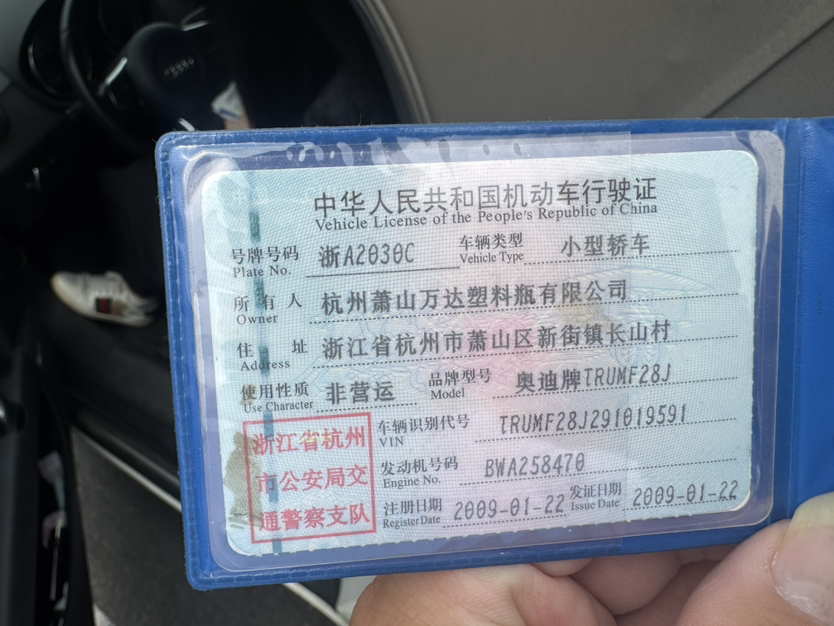 中华人民共和国机动车行驶证
Vehicle License of the People's Republic of China
号牌号码 浙A2030C 车辆类型 小型轿车
Plate No. Vehicle Type
所有人 杭州萧山万达塑料瓶有限公司
Owner
住址 浙江省杭州市萧山区新街镇长山村
Address
使用性质 非营运 品牌型号 奥迪牌TRUMF28J
Use Character Model
浙江省杭州
市公安局交
通警察支队
车辆识别代号 TRUMF28J291019591
VIN
发动机号码 BWA258470
Engine No.
注册日期 2009-01-22 发证日期 2009-01-22
Register Date Issue Date